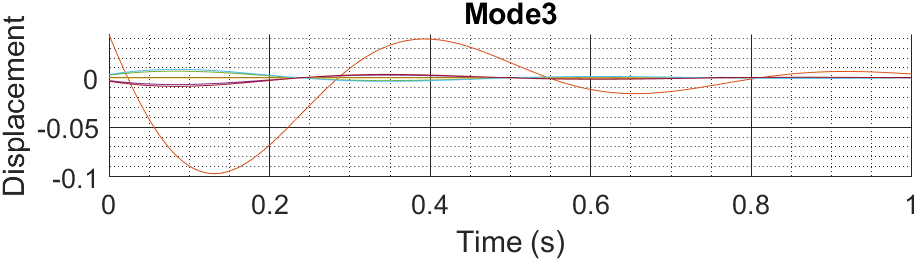 Mode3
Displacement
0
-0.05
-0.1
0 0.2 0.4 0.6 0.8 1
Time (s)